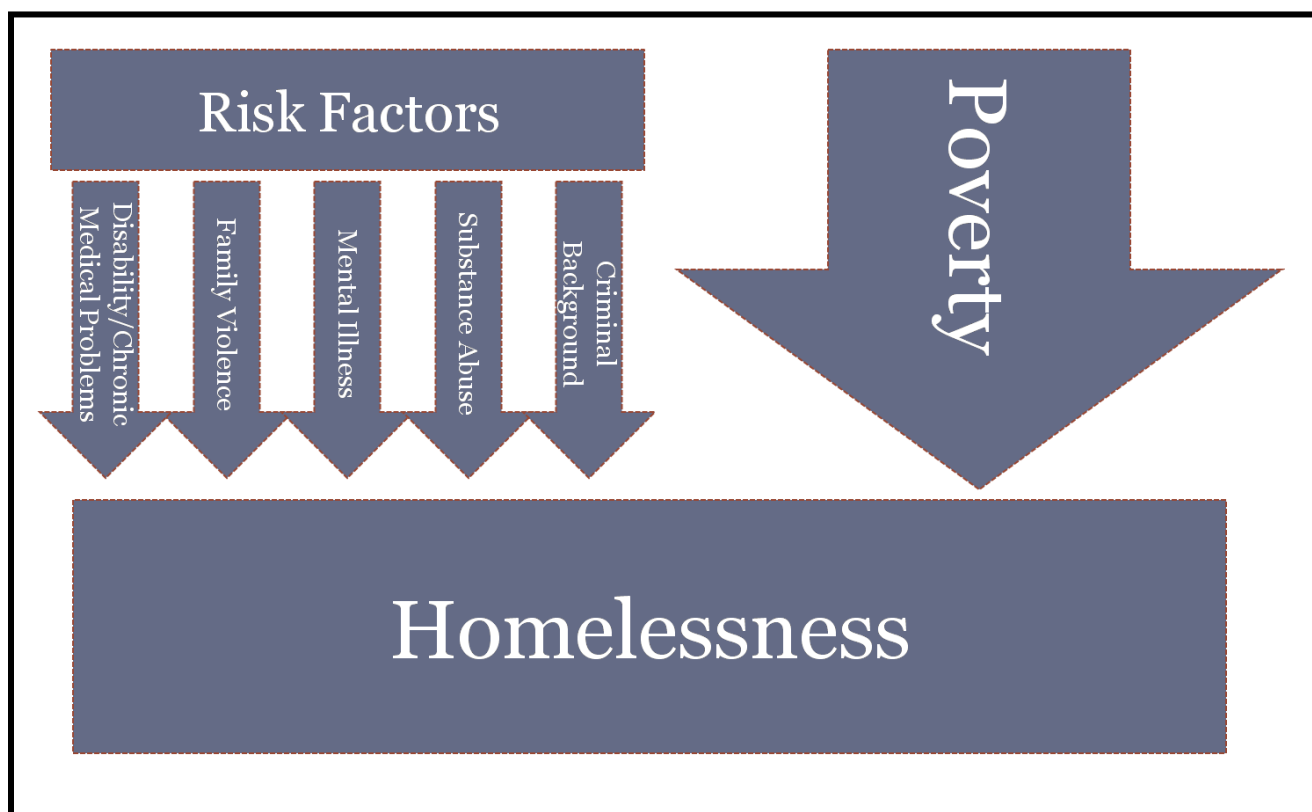 Risk Factors
Disability/Chronic
Medical Problems
Family Violence
Mental Illness
Substance Abuse
Criminal
Background
Poverty
Homelessness